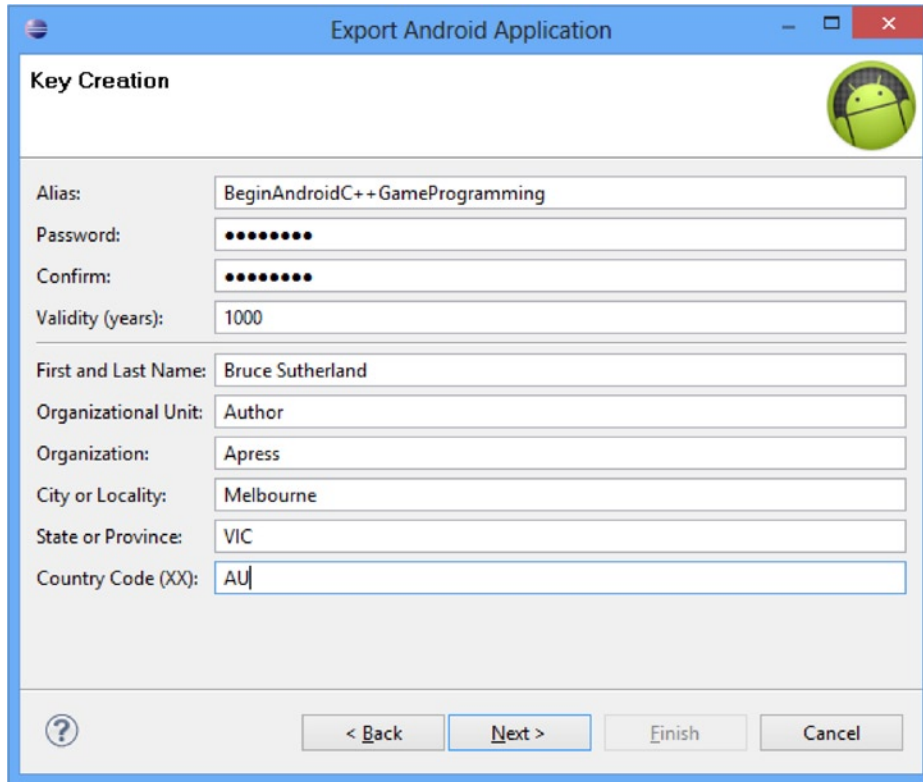 Export Android Application
Key Creation
Alias: BeginAndroidC++GameProgramming
Password: ••••••••
Confirm: ••••••••
Validity (years): 1000
First and Last Name: Bruce Sutherland
Organizational Unit: Author
Organization: Apress
City or Locality: Melbourne
State or Province: VIC
Country Code (XX): AU
? < Back Next > Finish Cancel